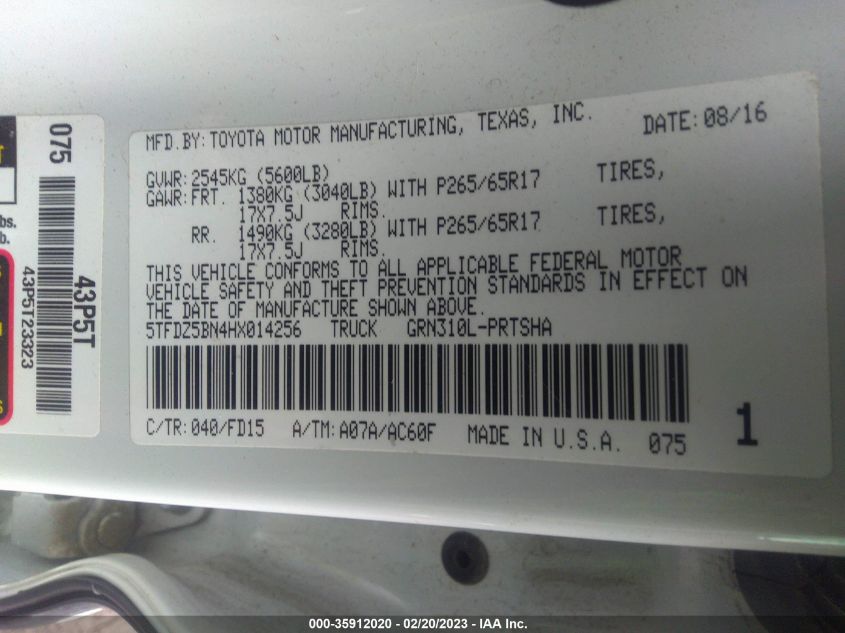 MFD.BY: TOYOTA MOTOR MANUFACTURING, TEXAS, INC. DATE: 08/16
GVWR: 2545KG (5600LB)
GAWR: FRT. 1380KG (3040LB) WITH P265/65R17 TIRES,
17X7.5J RIMS.
RR. 1490KG (3280LB) WITH P265/65R17 TIRES,
17X7.5J RIMS.
THIS VEHICLE CONFORMS TO ALL APPLICABLE FEDERAL MOTOR
VEHICLE SAFETY AND THEFT PREVENTION STANDARDS IN EFFECT ON
THE DATE OF MANUFACTURE SHOWN ABOVE.
5TFDZ5BN4HX014256 TRUCK GRN310L-PRTSHA
C/TR: 040/FD15 A/TM: A07A/AC60F MADE IN U.S.A. 075
1
075
43P5T
43P5T23323
bs.
b.
000-35912020 - 02/20/2023 - IAA Inc.